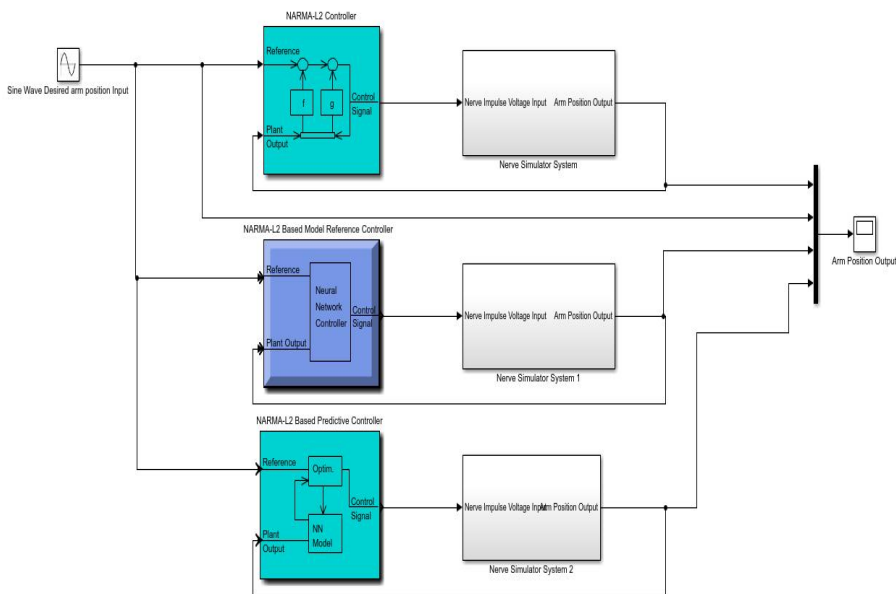 NARMA-L2 Controller
Reference
f
g
Control
Signal
Plant
Output
Sine Wave Desired arm position Input
Nerve Impulse Voltage Input
Arm Position Output
Nerve Simulator System
NARMA-L2 Based Model Reference Controller
Reference
Neural
Network
Controller
Control
Signal
Plant Output
Nerve Impulse Voltage Input
Arm Position Output
Nerve Simulator System 1
Arm Position Output
NARMA-L2 Based Predictive Controller
Reference
Optim.
Control
Signal
NN
Model
Plant
Output
Nerve Impulse Voltage Input
Arm Position Output
Nerve Simulator System 2